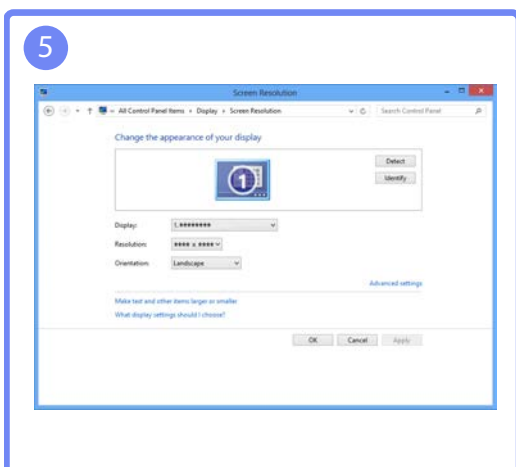 5
Screen Resolution
« All Control Panel Items ▸ Display ▸ Screen Resolution
Search Control Panel
Change the appearance of your display
1
Detect
Identify
Display: 1.********
Resolution: **** x ****
Orientation: Landscape
Advanced settings
Make text and other items larger or smaller
What display settings should I choose?
OK Cancel Apply